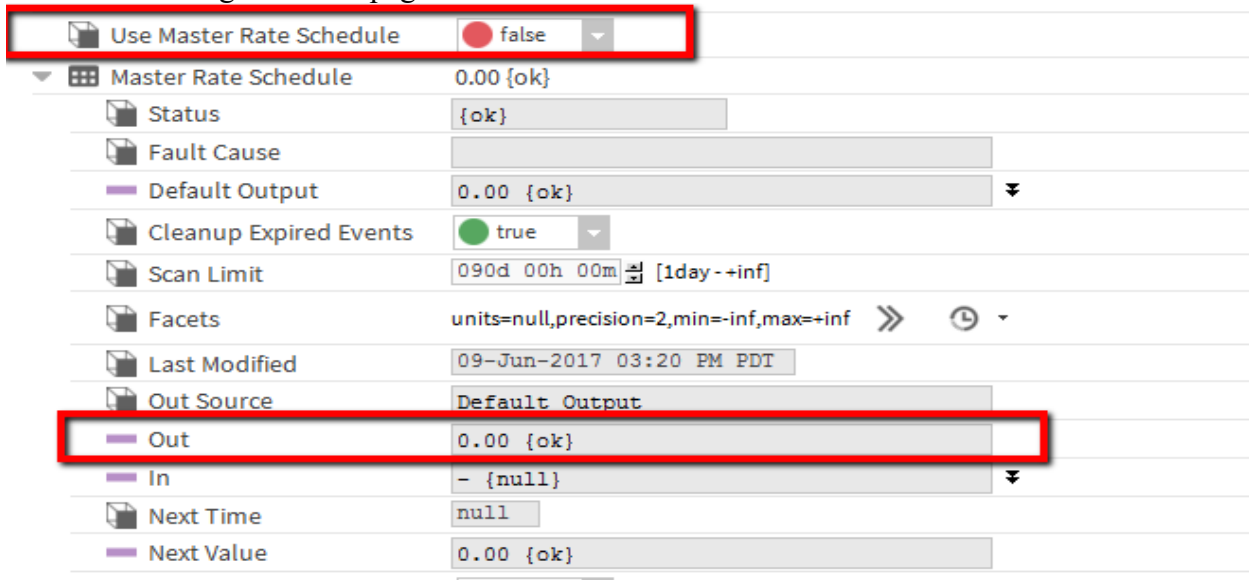 Use Master Rate Schedule false
Master Rate Schedule 0.00 {ok}
Status {ok}
Fault Cause
Default Output 0.00 {ok}
Cleanup Expired Events true
Scan Limit 090d 00h 00m [1day-+inf]
Facets units=null,precision=2,min=-inf,max=+inf
Last Modified 09-Jun-2017 03:20 PM PDT
Out Source Default Output
Out 0.00 {ok}
In - {null}
Next Time null
Next Value 0.00 {ok}